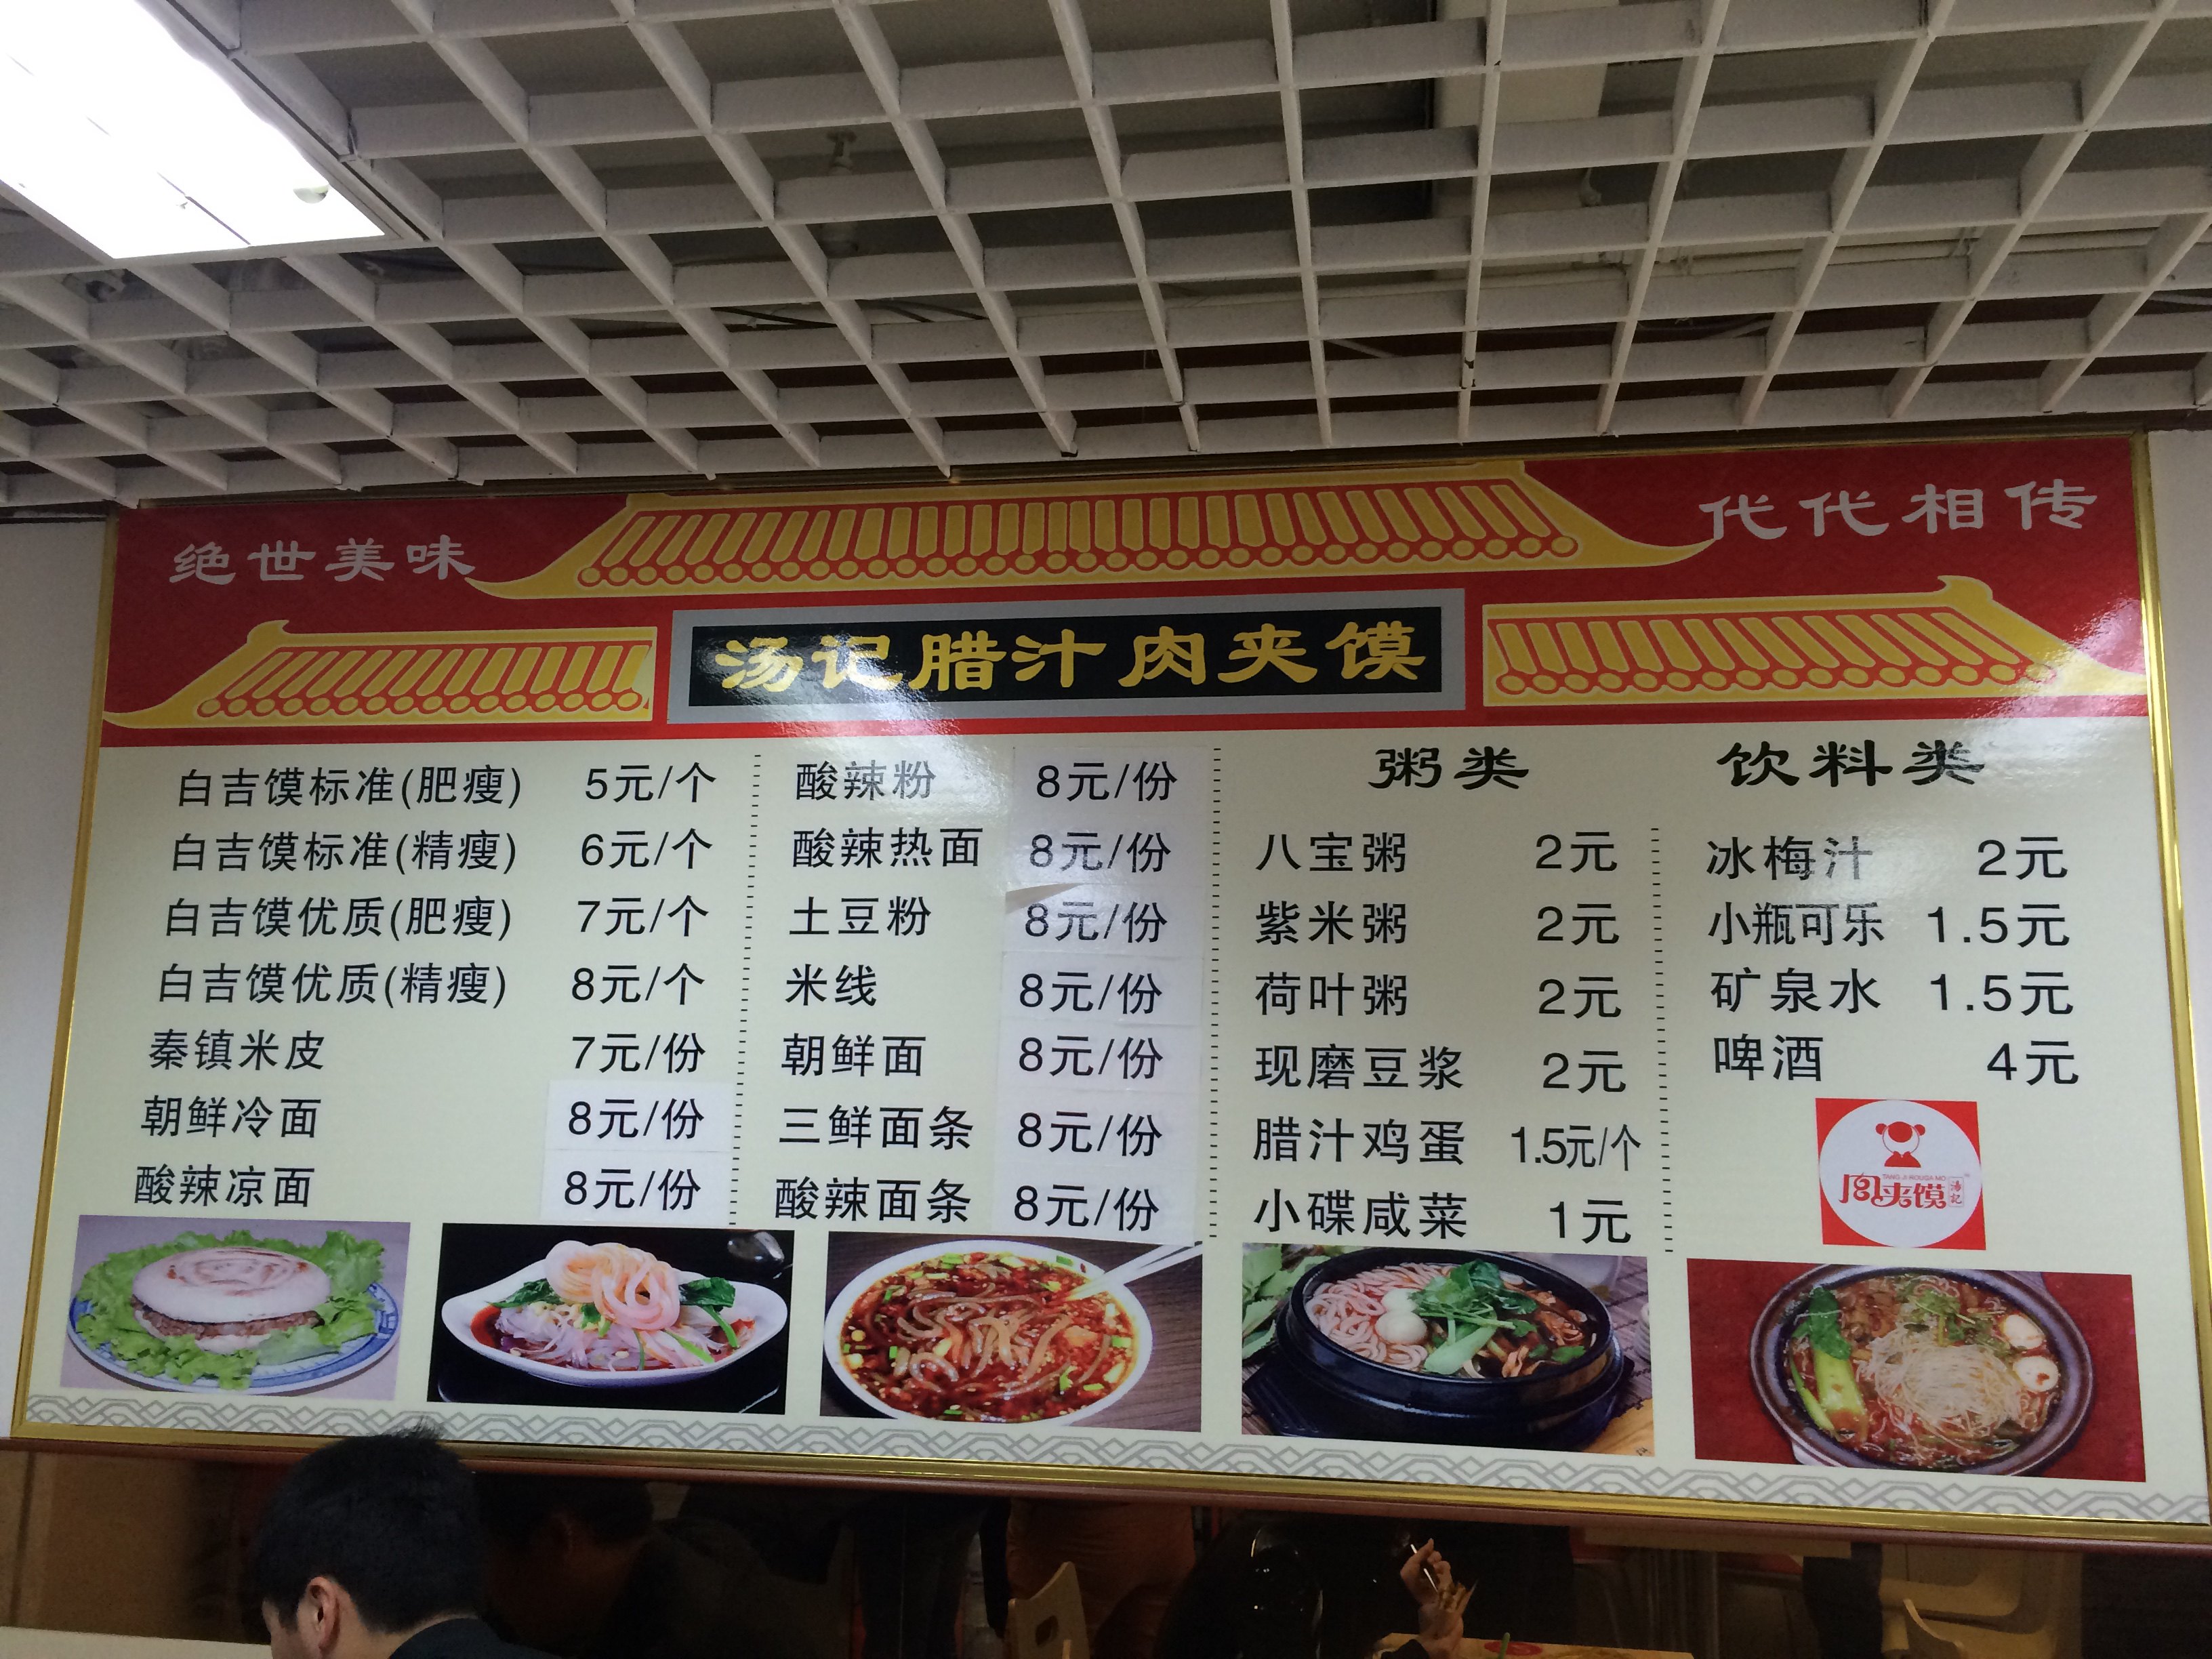 绝世美味
代代相传
汤记腊汁肉夹馍
白吉馍标准(肥瘦) 5元/个
白吉馍标准(精瘦) 6元/个
白吉馍优质(肥瘦) 7元/个
白吉馍优质(精瘦) 8元/个
秦镇米皮 7元/份
朝鲜冷面 8元/份
酸辣凉面 8元/份
酸辣粉 8元/份
酸辣热面 8元/份
土豆粉 8元/份
米线 8元/份
朝鲜面 8元/份
三鲜面条 8元/份
酸辣面条 8元/份
粥类
八宝粥 2元
紫米粥 2元
荷叶粥 2元
现磨豆浆 2元
腊汁鸡蛋 1.5元/个
小碟咸菜 1元
饮料类
冰梅汁 2元
小瓶可乐 1.5元
矿泉水 1.5元
啤酒 4元
TANG JI ROUGA MO
肉夹馍 湯記